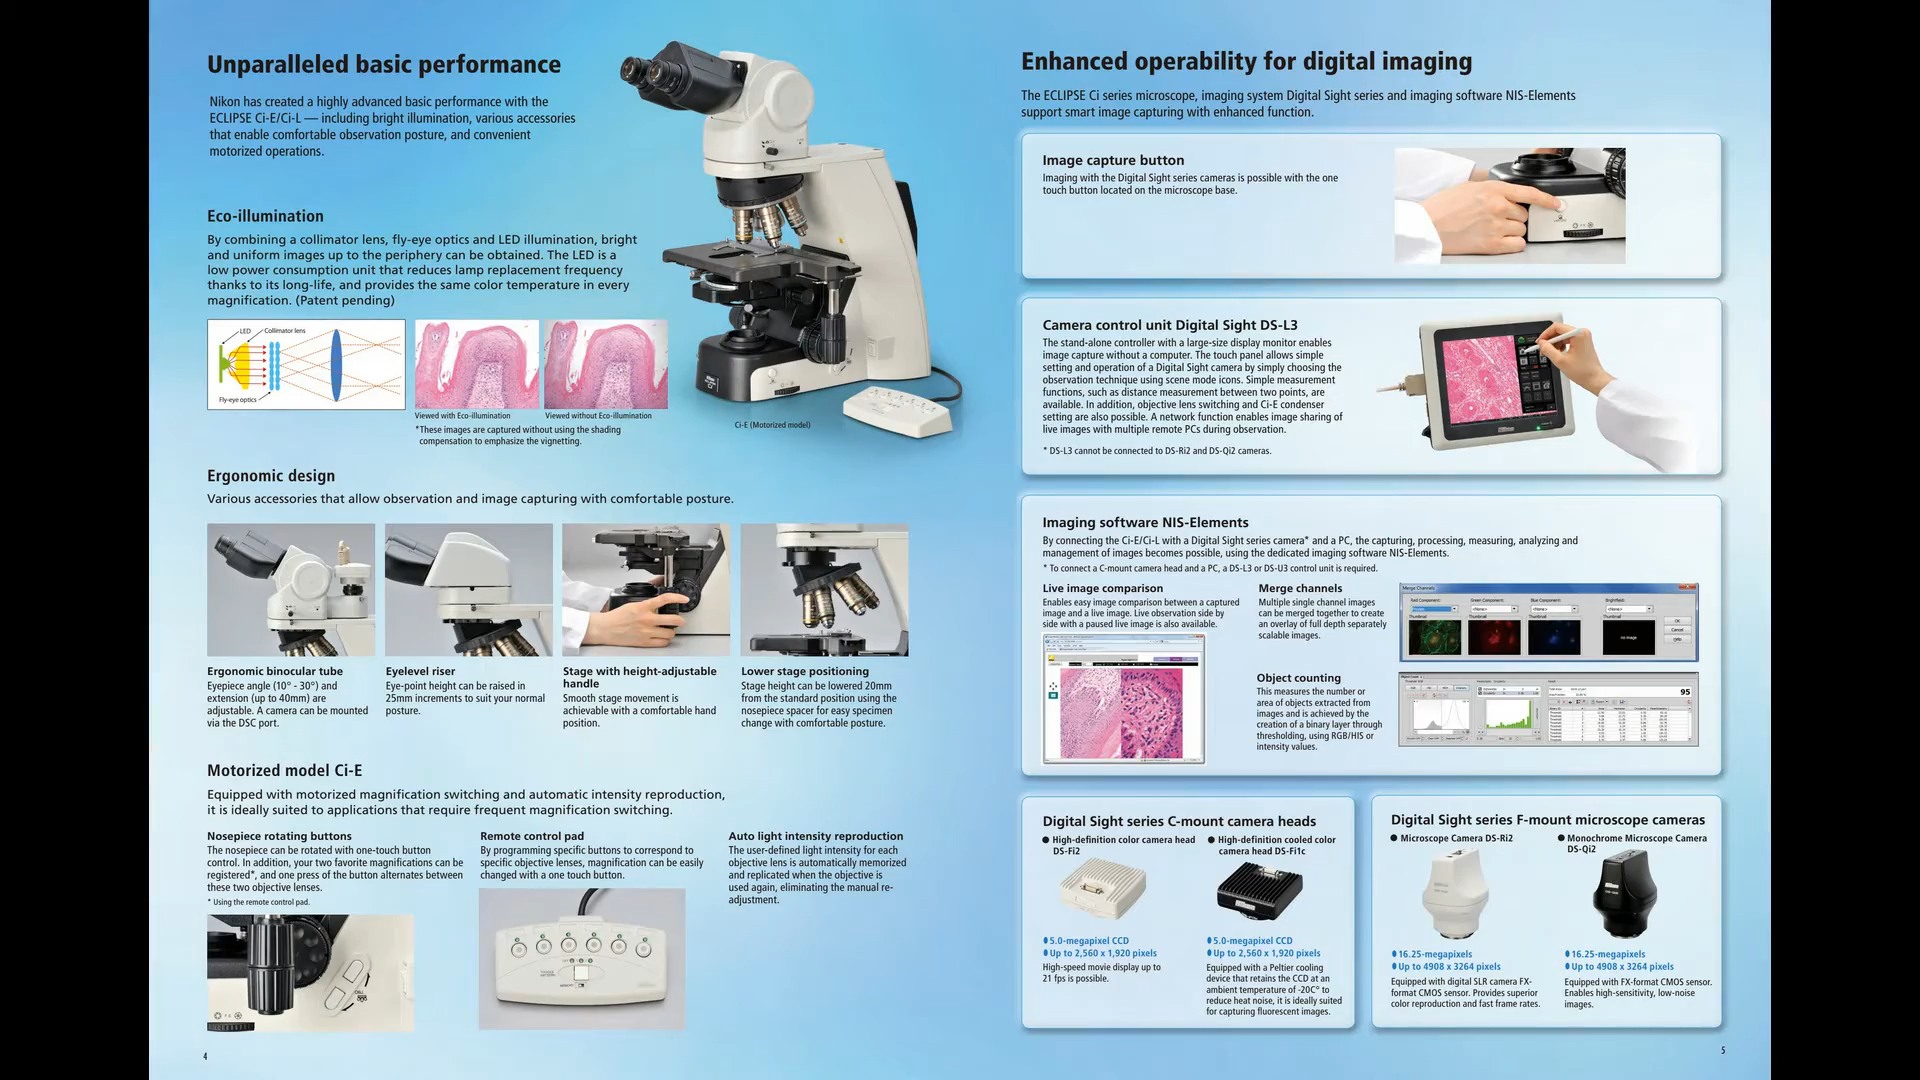 Unparalleled basic performance
Nikon has created a highly advanced basic performance with the
ECLIPSE Ci-E/Ci-L — including bright illumination, various accessories
that enable comfortable observation posture, and convenient
motorized operations.
Eco-illumination
By combining a collimator lens, fly-eye optics and LED illumination, bright
and uniform images up to the periphery can be obtained. The LED is a
low power consumption unit that reduces lamp replacement frequency
thanks to its long-life, and provides the same color temperature in every
magnification. (Patent pending)
LED
Collimator lens
Fly-eye optics
Viewed with Eco-illumination
Viewed without Eco-illumination
*These images are captured without using the shading
compensation to emphasize the vignetting.
Ci-E (Motorized model)
Ergonomic design
Various accessories that allow observation and image capturing with comfortable posture.
Ergonomic binocular tube
Eyepiece angle (10° - 30°) and
extension (up to 40mm) are
adjustable. A camera can be mounted
via the DSC port.
Eyelevel riser
Eye-point height can be raised in
25mm increments to suit your normal
posture.
Stage with height-adjustable
handle
Smooth stage movement is
achievable with a comfortable hand
position.
Lower stage positioning
Stage height can be lowered 20mm
from the standard position using the
nosepiece spacer for easy specimen
change with comfortable posture.
Motorized model Ci-E
Equipped with motorized magnification switching and automatic intensity reproduction,
it is ideally suited to applications that require frequent magnification switching.
Nosepiece rotating buttons
The nosepiece can be rotated with one-touch button
control. In addition, your two favorite magnifications can be
registered*, and one press of the button alternates between
these two objective lenses.
* Using the remote control pad.
Remote control pad
By programming specific buttons to correspond to
specific objective lenses, magnification can be easily
changed with a one touch button.
Auto light intensity reproduction
The user-defined light intensity for each
objective lens is automatically memorized
and replicated when the objective is
used again, eliminating the manual re-
adjustment.
4
Enhanced operability for digital imaging
The ECLIPSE Ci series microscope, imaging system Digital Sight series and imaging software NIS-Elements
support smart image capturing with enhanced function.
Image capture button
Imaging with the Digital Sight series cameras is possible with the one
touch button located on the microscope base.
Camera control unit Digital Sight DS-L3
The stand-alone controller with a large-size display monitor enables
image capture without a computer. The touch panel allows simple
setting and operation of a Digital Sight camera by simply choosing the
observation technique using scene mode icons. Simple measurement
functions, such as distance measurement between two points, are
available. In addition, objective lens switching and Ci-E condenser
setting are also possible. A network function enables image sharing of
live images with multiple remote PCs during observation.
* DS-L3 cannot be connected to DS-Ri2 and DS-Qi2 cameras.
Imaging software NIS-Elements
By connecting the Ci-E/Ci-L with a Digital Sight series camera* and a PC, the capturing, processing, measuring, analyzing and
management of images becomes possible, using the dedicated imaging software NIS-Elements.
* To connect a C-mount camera head and a PC, a DS-L3 or DS-U3 control unit is required.
Live image comparison
Enables easy image comparison between a captured
image and a live image. Live observation side by
side with a paused live image is also available.
Merge channels
Multiple single channel images
can be merged together to create
an overlay of full depth separately
scalable images.
Merge Channels
Red Component:
Green Component:
Blue Component:
Brightfield:
<None>
<None>
<None>
Thumbnail
Thumbnail
Thumbnail
Thumbnail
no image
OK
Cancel
Help
Object counting
This measures the number or
area of objects extracted from
images and is achieved by the
creation of a binary layer through
thresholding, using RGB/HIS or
intensity values.
95
Digital Sight series C-mount camera heads
● High-definition color camera head
DS-Fi2
5.0-megapixel CCD
Up to 2,560 x 1,920 pixels
High-speed movie display up to
21 fps is possible.
● High-definition cooled color
camera head DS-Fi1c
5.0-megapixel CCD
Up to 2,560 x 1,920 pixels
Equipped with a Peltier cooling
device that retains the CCD at an
ambient temperature of -20C° to
reduce heat noise, it is ideally suited
for capturing fluorescent images.
Digital Sight series F-mount microscope cameras
● Microscope Camera DS-Ri2
16.25-megapixels
Up to 4908 x 3264 pixels
Equipped with digital SLR camera FX-
format CMOS sensor. Provides superior
color reproduction and fast frame rates.
● Monochrome Microscope Camera
DS-Qi2
16.25-megapixels
Up to 4908 x 3264 pixels
Equipped with FX-format CMOS sensor.
Enables high-sensitivity, low-noise
images.
5